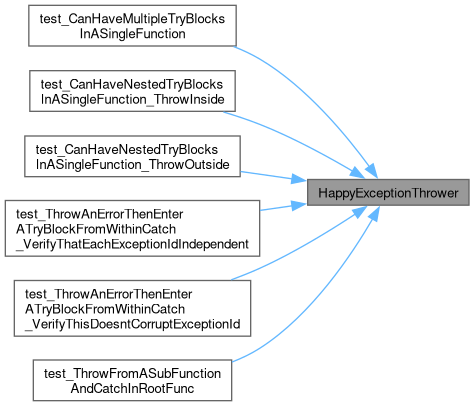 test_CanHaveMultipleTryBlocks
InASingleFunction
test_CanHaveNestedTryBlocks
InASingleFunction_ThrowInside
test_CanHaveNestedTryBlocks
InASingleFunction_ThrowOutside
HappyExceptionThrower
test_ThrowAnErrorThenEnter
ATryBlockFromWithinCatch
_VerifyThatEachExceptionIdIndependent
test_ThrowAnErrorThenEnter
ATryBlockFromWithinCatch
_VerifyThisDoesntCorruptExceptionId
test_ThrowFromASubFunction
AndCatchInRootFunc